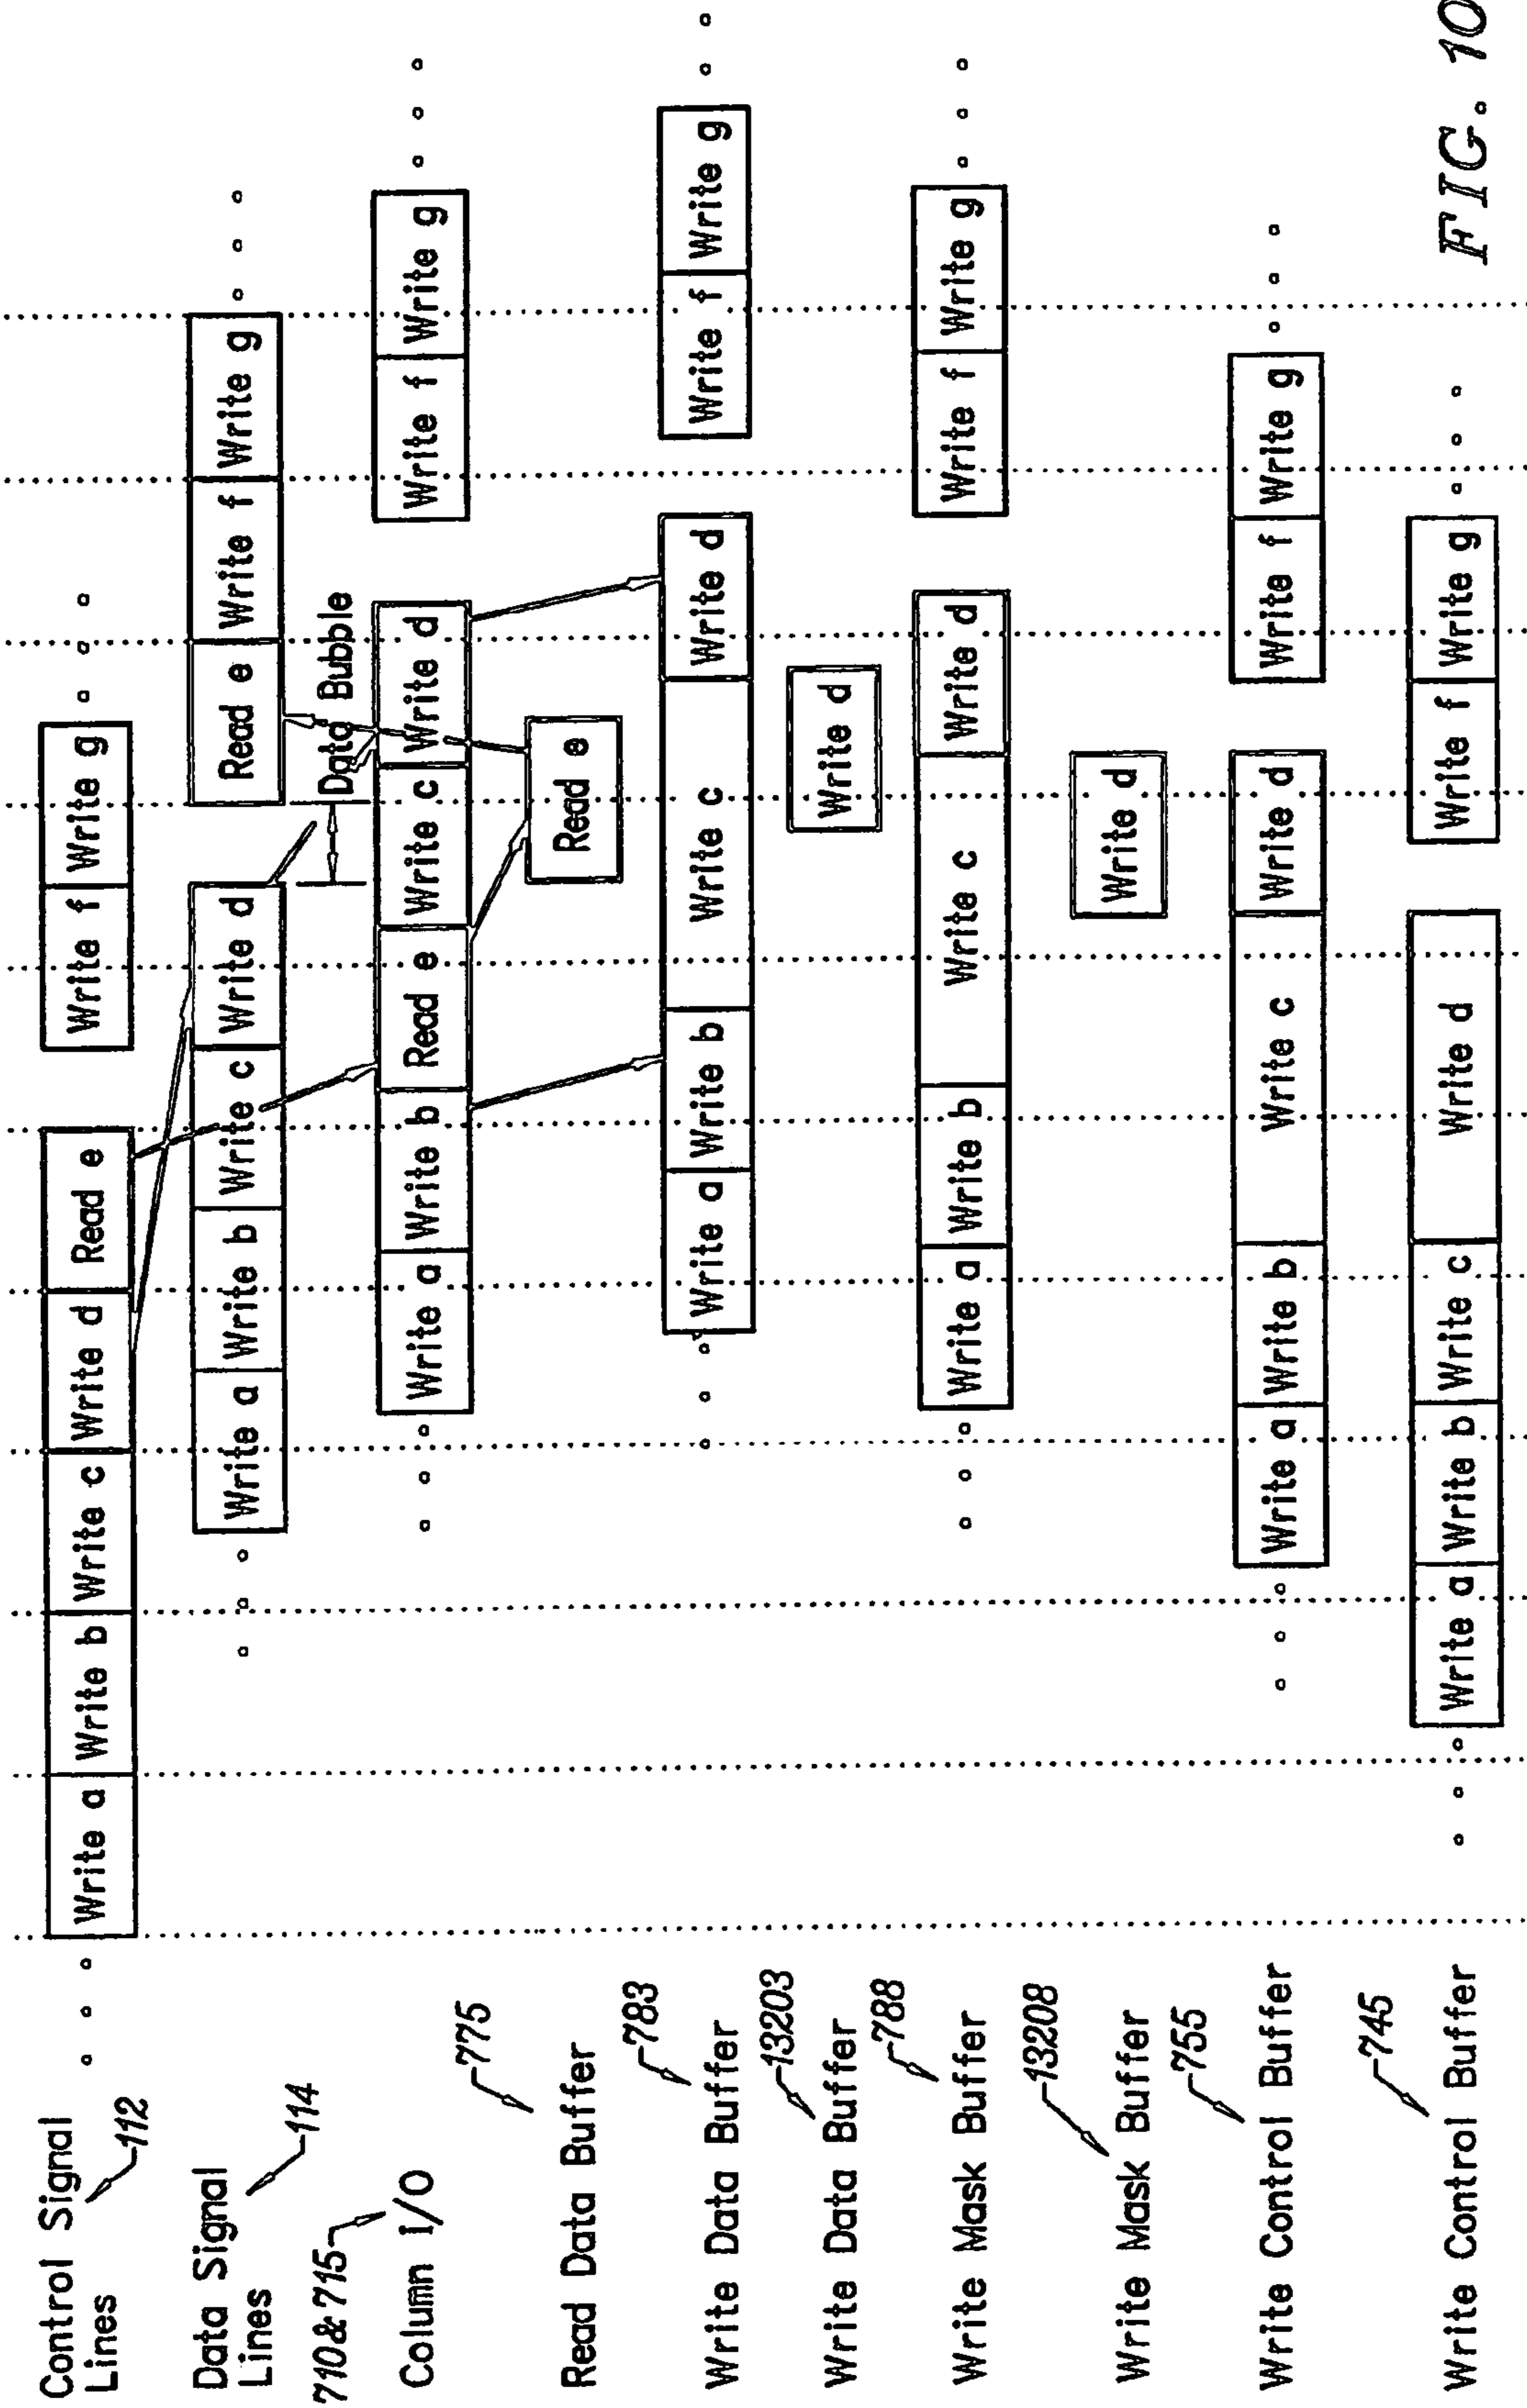 Control Signal
Lines
112
Write a Write b Write c Write d Read e Write f Write g
Data Signal
Lines
114
Write a Write b Write c Write d Read e Write f Write g
Data Bubble
710 & 715
Column I/O
Write a Write b Read e Write c Write d Write f Write g
775
Read Data Buffer
Read e
783
Write Data Buffer
Write a Write b Write c Write d Write f Write g
13203
Write Data Buffer
Write d
788
Write Mask Buffer
Write a Write b Write c Write d Write f Write g
13208
Write Mask Buffer
Write d
755
Write Control Buffer
Write a Write b Write c Write d Write f Write g
745
Write Control Buffer
Write a Write b Write c Write d Write f Write g
FIG. 10